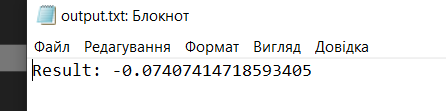 output.txt: Блокнот
Файл Редагування Формат Вигляд Довідка
Result: -0.07407414718593405